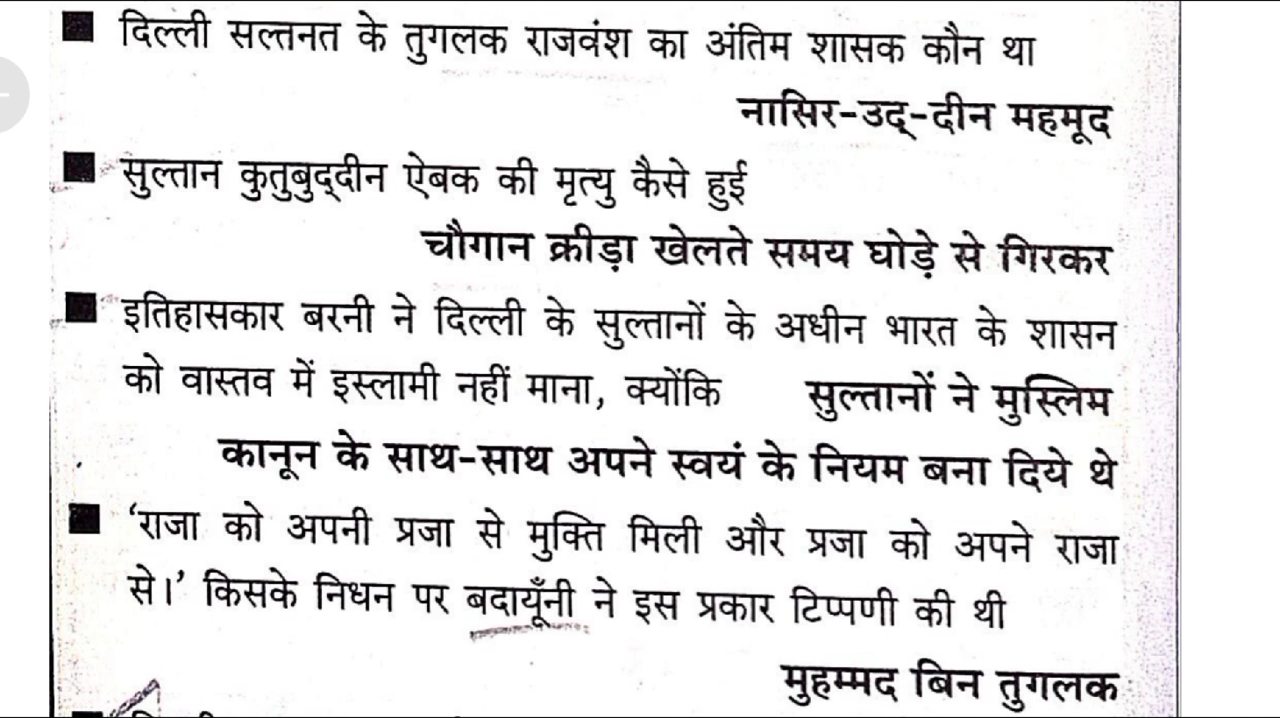 ■ दिल्ली सल्तनत के तुगलक राजवंश का अंतिम शासक कौन था
नासिर-उद्-दीन महमूद
■ सुल्तान कुतुबुद्दीन ऐबक की मृत्यु कैसे हुई
चौगान क्रीड़ा खेलते समय घोड़े से गिरकर
■ इतिहासकार बरनी ने दिल्ली के सुल्तानों के अधीन भारत के शासन
को वास्तव में इस्लामी नहीं माना, क्योंकि सुल्तानों ने मुस्लिम
कानून के साथ-साथ अपने स्वयं के नियम बना दिये थे
■ ‘राजा को अपनी प्रजा से मुक्ति मिली और प्रजा को अपने राजा
से।’ किसके निधन पर बदायूँनी ने इस प्रकार टिप्पणी की थी
मुहम्मद बिन तुगलक